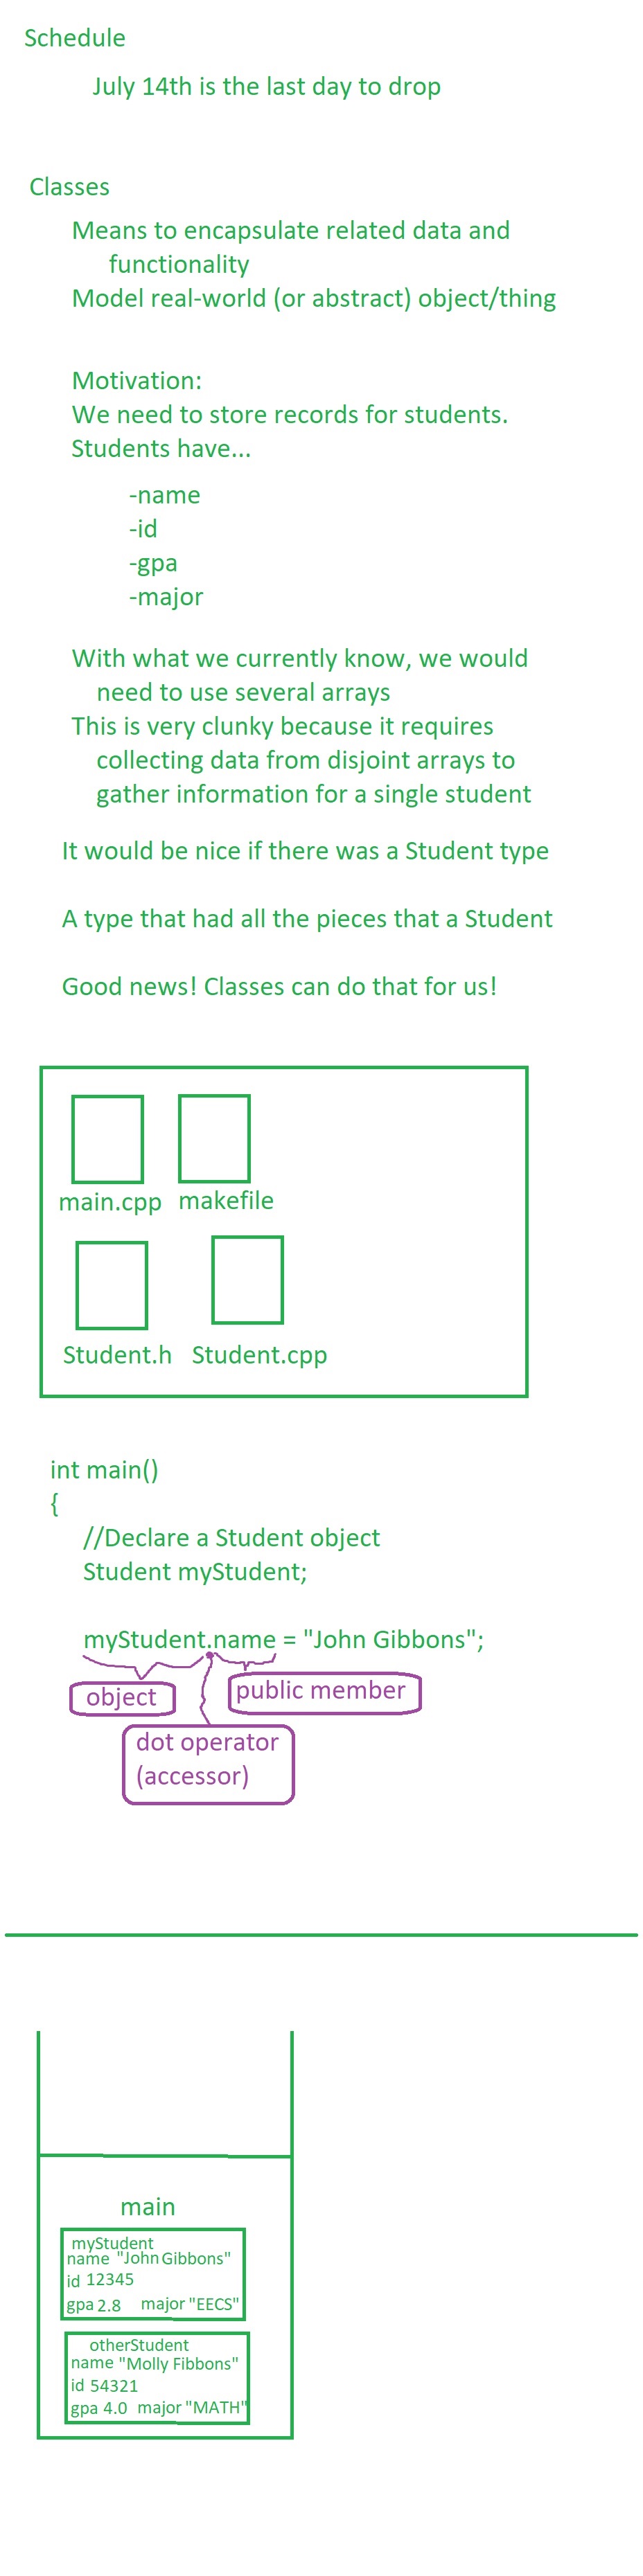 Schedule
July 14th is the last day to drop
Classes
Means to encapsulate related data and
functionality
Model real-world (or abstract) object/thing
Motivation:
We need to store records for students.
Students have...
-name
-id
-gpa
-major
With what we currently know, we would
need to use several arrays
This is very clunky because it requires
collecting data from disjoint arrays to
gather information for a single student
It would be nice if there was a Student type
A type that had all the pieces that a Student
Good news! Classes can do that for us!
main.cpp makefile
Student.h Student.cpp
int main()
{
//Declare a Student object
Student myStudent;
myStudent.name = "John Gibbons";
object public member
dot operator
(accessor)
main
myStudent
name "John Gibbons"
id 12345
gpa 2.8 major "EECS"
otherStudent
name "Molly Fibbons"
id 54321
gpa 4.0 major "MATH"